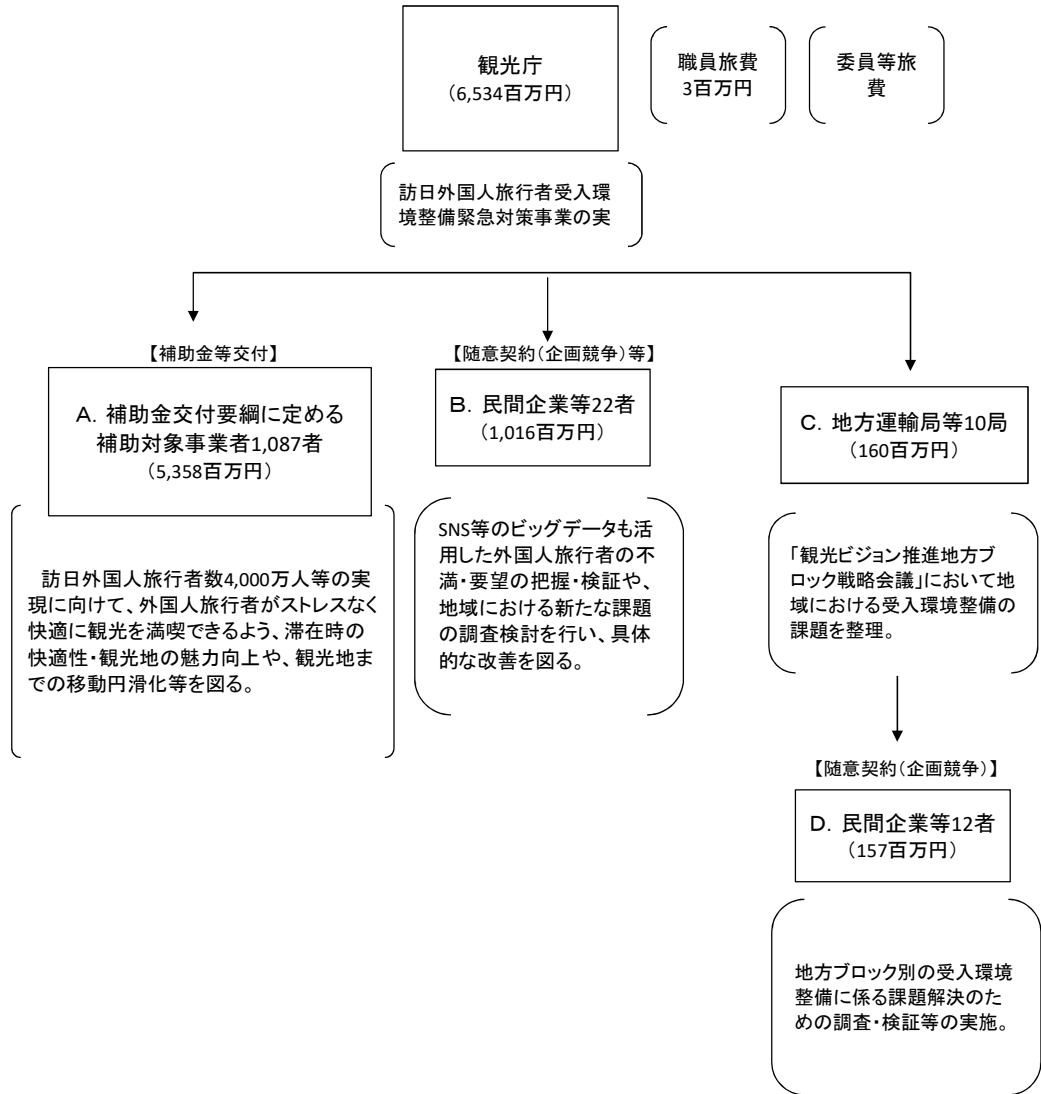 観光庁
（6,534百万円）
職員旅費
3百万円
委員等旅
費
訪日外国人旅行者受入環
境整備緊急対策事業の実
【補助金等交付】
A．補助金交付要綱に定める
補助対象事業者1,087者
（5,358百万円）
訪日外国人旅行者数4,000万人等の実
現に向けて、外国人旅行者がストレスなく
快適に観光を満喫できるよう、滞在時の
快適性・観光地の魅力向上や、観光地ま
での移動円滑化等を図る。
【随意契約（企画競争）等】
B．民間企業等22者
（1,016百万円）
SNS等のビッグデータも活
用した外国人旅行者の不
満・要望の把握・検証や、
地域における新たな課題
の調査検討を行い、具体
的な改善を図る。
C．地方運輸局等10局
（160百万円）
「観光ビジョン推進地方ブ
ロック戦略会議」において地
域における受入環境整備の
課題を整理。
【随意契約（企画競争）】
D．民間企業等12者
（157百万円）
地方ブロック別の受入環境
整備に係る課題解決のた
めの調査・検証等の実施。